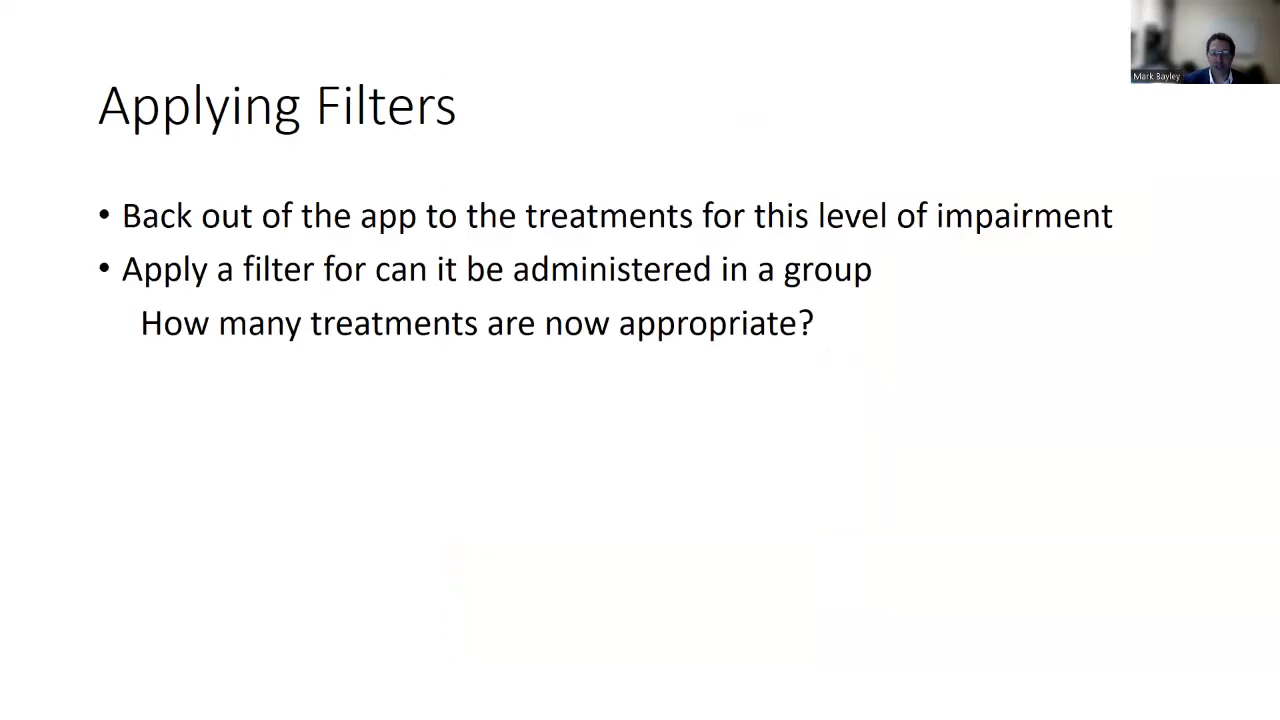 Mark Bayley
Applying Filters
• Back out of the app to the treatments for this level of impairment
• Apply a filter for can it be administered in a group
How many treatments are now appropriate?